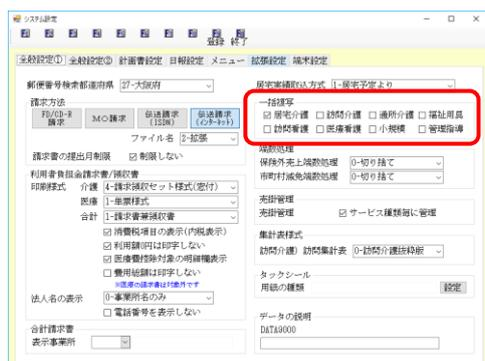 システム設定
F1 F1 F1 F1 F1 F1 F1 F1 F1
登録 終了
全般設定① 全般設定② 計画書設定 日報設定 メニュー 拡張設定 端末設定
郵便番号検索都道府県 27-大阪府
居宅実績取込方式 1-居宅予定より
請求方法
FD/CD-R請求 MO請求 伝送請求(ISDN) 伝送請求(インターネット)
ファイル名 2-拡張
一括複写
居宅介護 訪問介護 通所介護 福祉用具
訪問看護 医療看護 小規模 管理指導
請求書の提出月制限 制限しない
端数処理
保険外売上端数処理 0-切り捨て
市町村減免端数処理 0-切り捨て
利用者負担金請求書/領収書
印刷様式 介護 4-請求領収セット様式(窓付)
医療 1-単票様式
合計 1-請求書兼領収書
消費税項目の表示(内税表示)
利用額0円は印字しない
医療費控除対象の明細欄表示
費用総額は印字しない
※医療の請求書は対象外です
法人名の表示 0-事業所名のみ
電話番号を表示しない
売掛管理
売掛管理 サービス種類毎に管理
集計表様式
訪問介護) 訪問集計表 0-訪問介護抜粋版
タックシール
用紙の種類 設定
合計請求書
表示事業所
データの説明
DATA9000